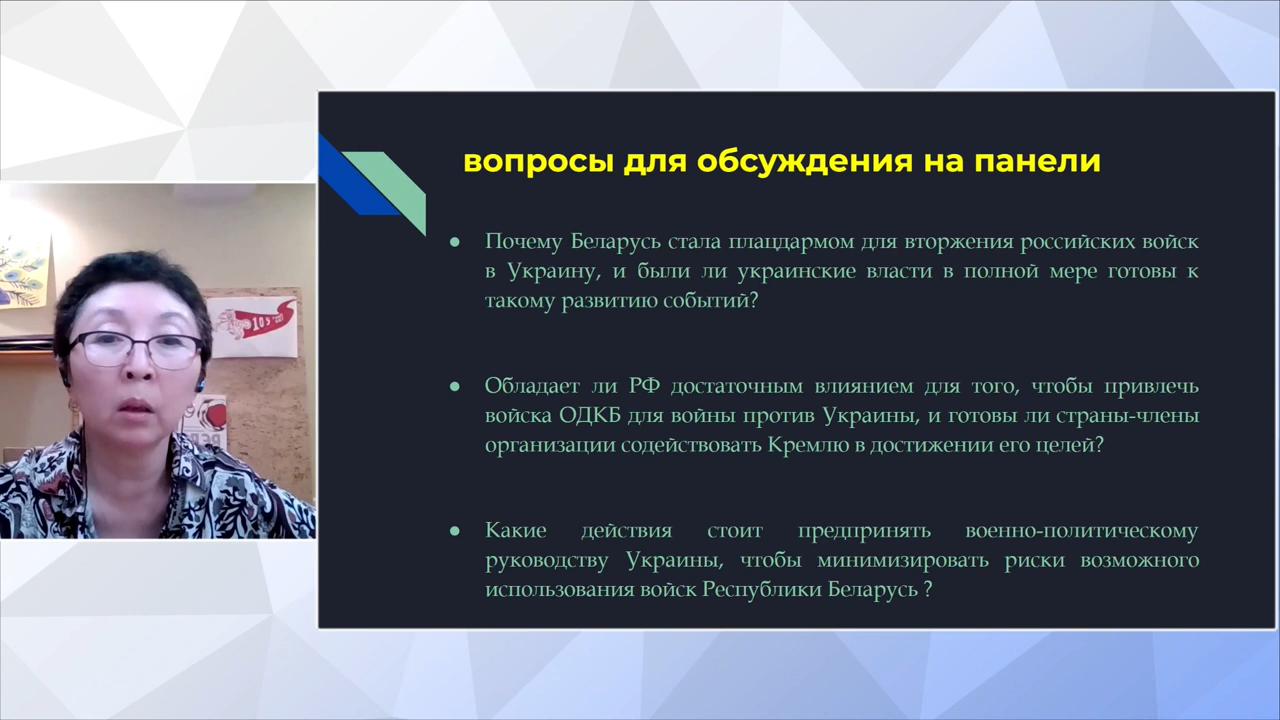 вопросы для обсуждения на панели
● Почему Беларусь стала плацдармом для вторжения российских войск
в Украину, и были ли украинские власти в полной мере готовы к
такому развитию событий?
● Обладает ли РФ достаточным влиянием для того, чтобы привлечь
войска ОДКБ для войны против Украины, и готовы ли страны-члены
организации содействовать Кремлю в достижении его целей?
● Какие действия стоит предпринять военно-политическому
руководству Украины, чтобы минимизировать риски возможного
использования войск Республики Беларусь ?